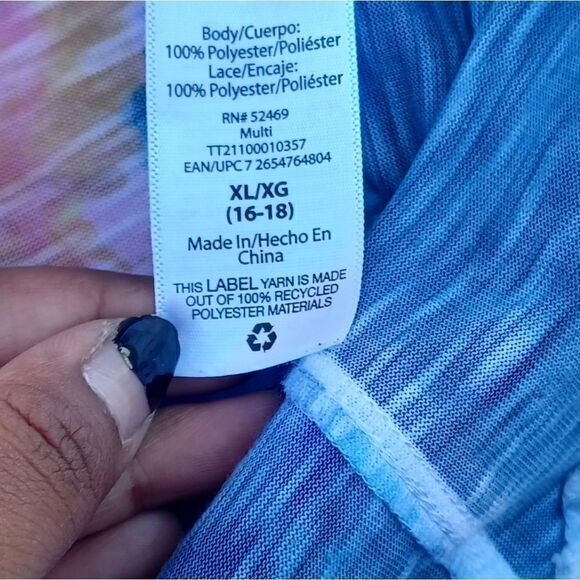 Body/Cuerpo:
100% Polyester/Poliéster
Lace/Encaje:
100% Polyester/Poliéster
RN# 52469
Multi
TT21100010357
EAN/UPC 7 2654764804
XL/XG
(16-18)
Made In/Hecho En
China
THIS LABEL YARN IS MADE
OUT OF 100% RECYCLED
POLYESTER MATERIALS